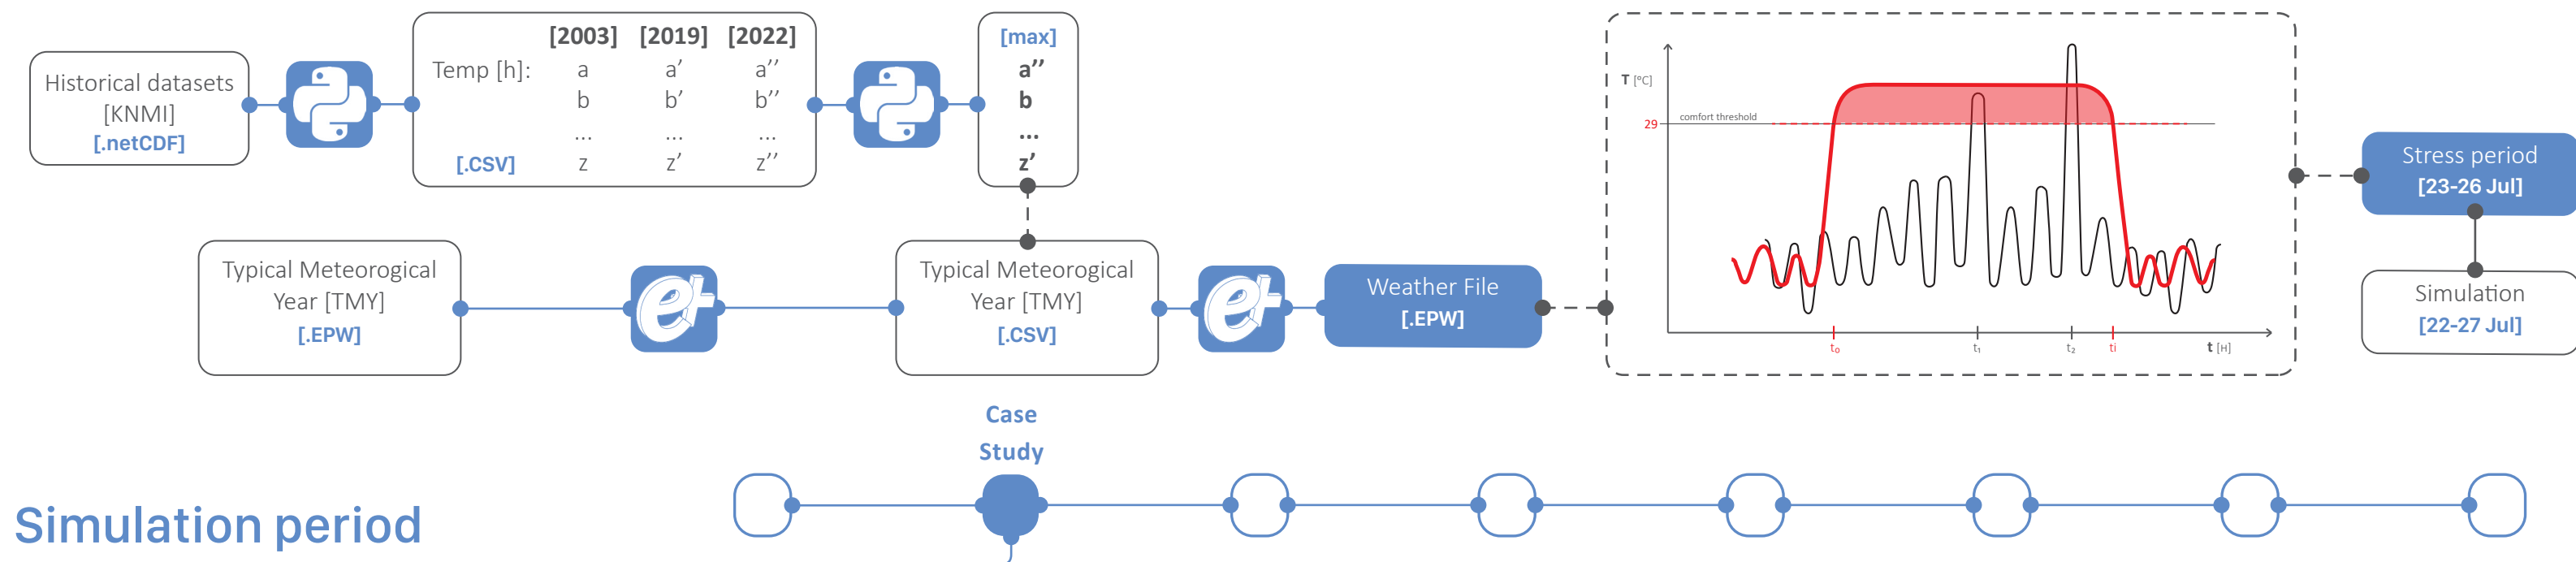 Historical datasets
[KNMI]
[.netCDF]
[2003] [2019] [2022]
Temp [h]: a a’ a’’
b b’ b’’
... ... ...
[.CSV] z z’ z’’
[max]
a’’
b
...
z’
Typical Meteorogical
Year [TMY]
[.EPW]
Typical Meteorogical
Year [TMY]
[.CSV]
Weather File
[.EPW]
T [°C]
29
comfort threshold
t₀ t₁ t₂ ti
t [H]
Stress period
[23-26 Jul]
Simulation
[22-27 Jul]
Case
Study
Simulation period